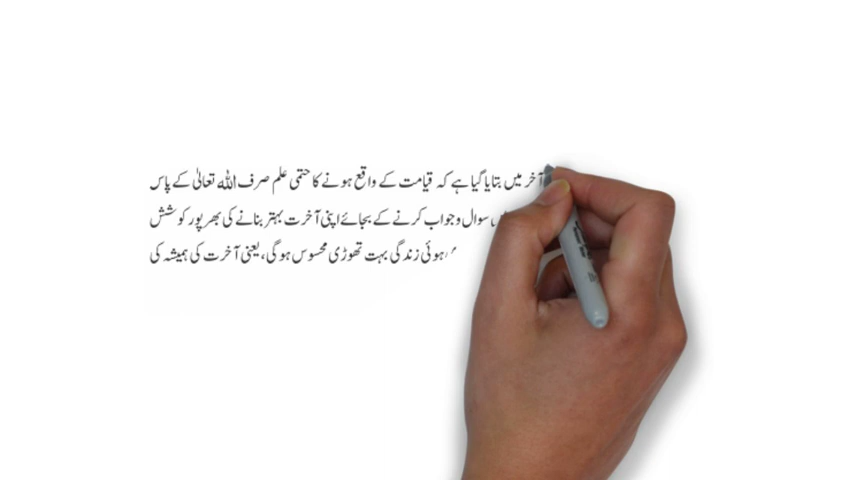 آخر میں بتایا گیا ہے کہ قیامت کے واقع ہونے کا حتمی علم صرف اللہ تعالیٰ کے پاس
سوال و جواب کرنے کے بجائے اپنی آخرت بہتر بنانے کی بھرپور کوشش
ہوئی زندگی بہت تھوڑی محسوس ہوگی، یعنی آخرت کی ہمیشہ کی